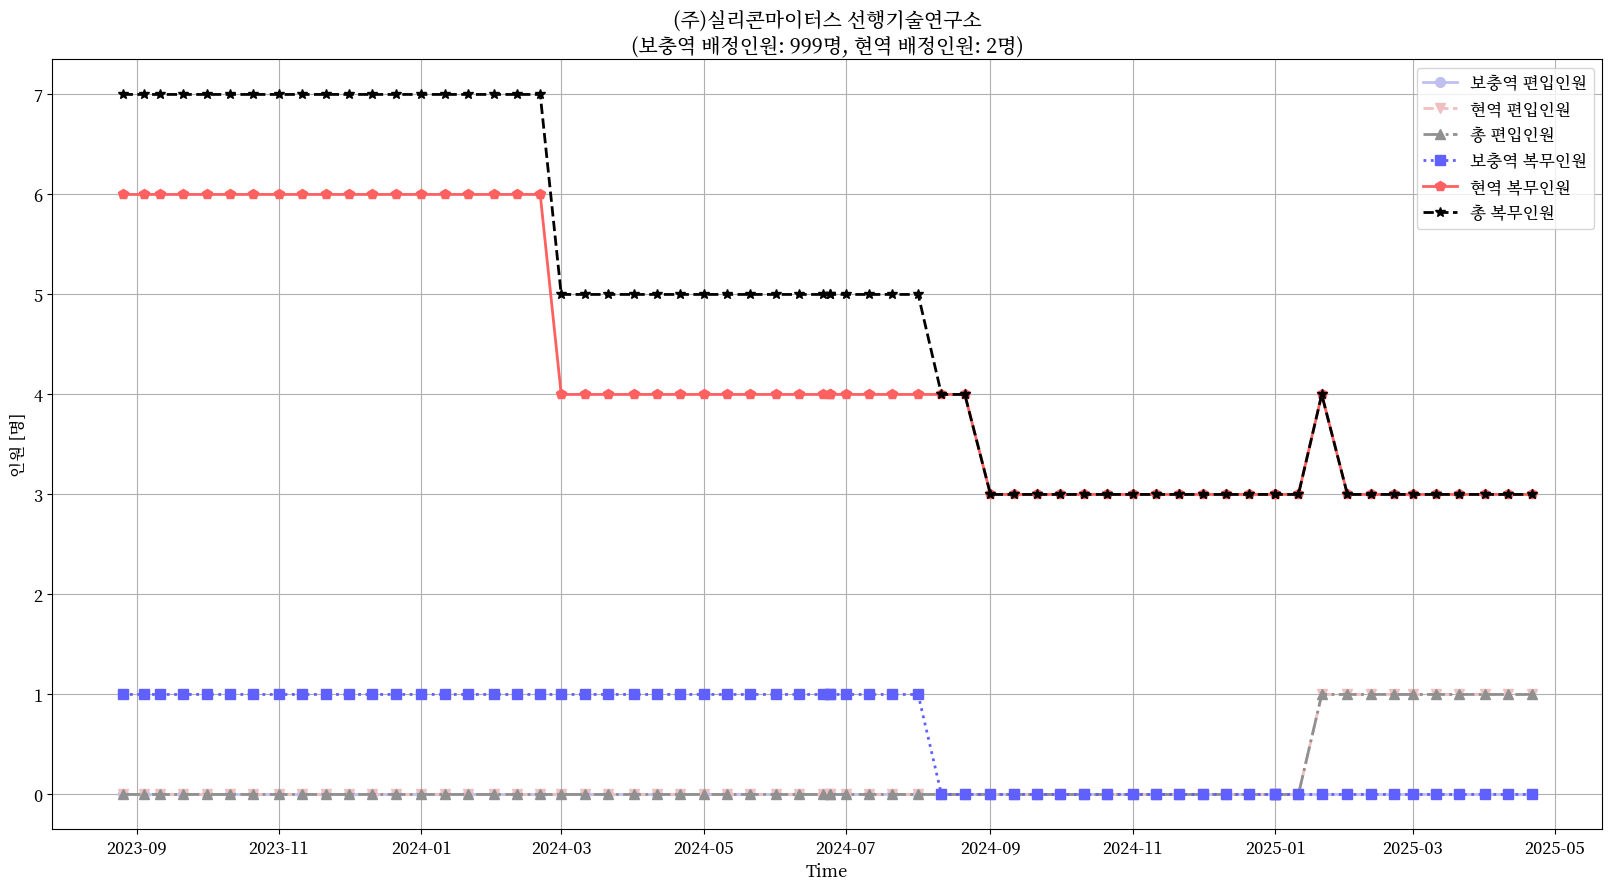 (주)실리콘마이터스 선행기술연구소
(보충역 배정인원: 999명, 현역 배정인원: 2명)
보충역 편입인원
현역 편입인원
총 편입인원
보충역 복무인원
현역 복무인원
총 복무인원
인원 [명]
7
6
5
4
3
2
1
0
2023-09
2023-11
2024-01
2024-03
2024-05
2024-07
2024-09
2024-11
2025-01
2025-03
2025-05
Time